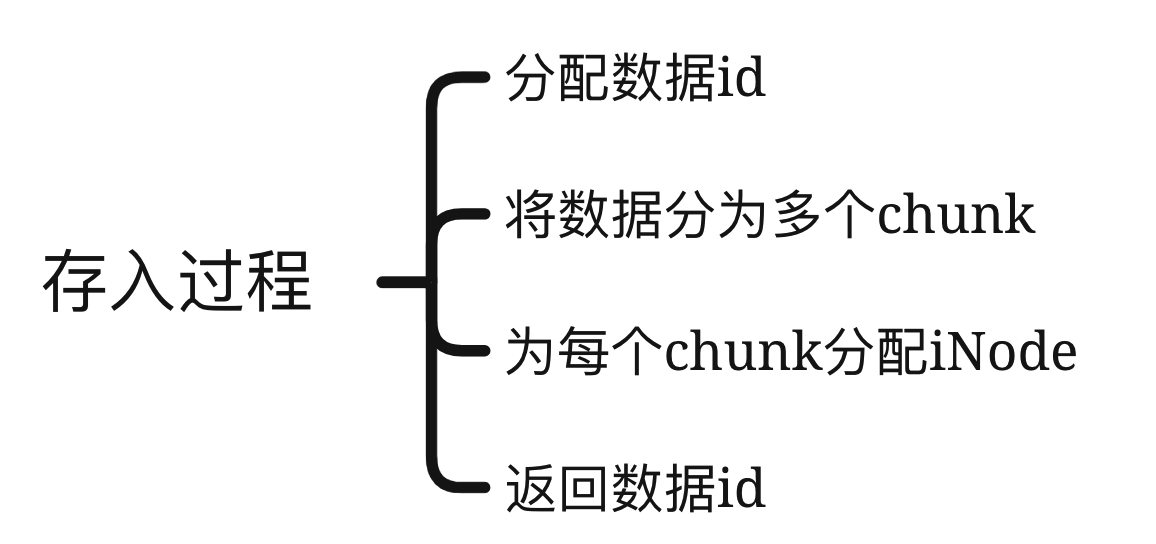 存入过程
分配数据id
将数据分为多个chunk
为每个chunk分配iNode
返回数据id